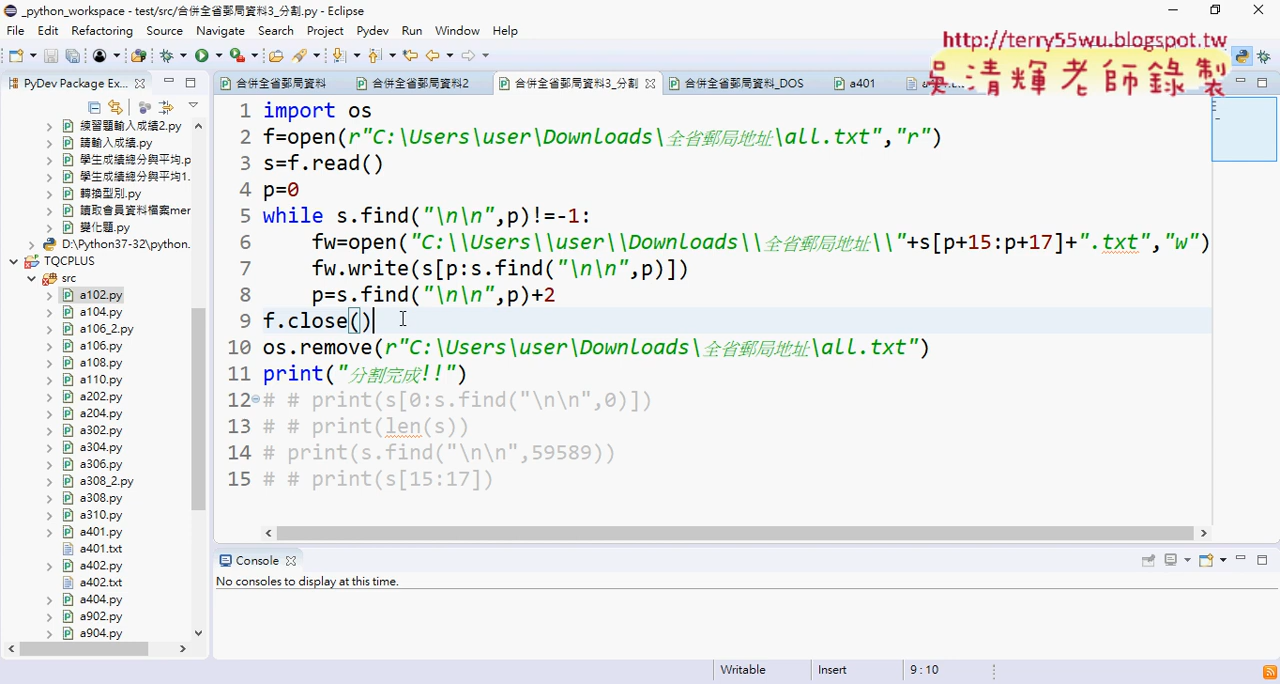 _python_workspace - test/src/合併全省郵局資料3_分割.py - Eclipse
File Edit Refactoring Source Navigate Search Project Pydev Run Window Help
http://terry55wu.blogspot.tw
吳清輝老師錄製
PyDev Package Ex...
合併全省郵局資料
合併全省郵局資料2
合併全省郵局資料3_分割
合併全省郵局資料_DOS
a401
練習題輸入成績2.py
請輸入成績.py
學生成績總分與平均.p
學生成績總分與平均1.
轉換型別.py
讀取會員資料檔案mer
變化題.py
D:\Python37-32\python.
TQCPLUS
src
a102.py
a104.py
a106_2.py
a106.py
a108.py
a110.py
a202.py
a204.py
a302.py
a304.py
a306.py
a308_2.py
a308.py
a310.py
a401.py
a401.txt
a402.py
a402.txt
a404.py
a902.py
a904.py
1 import os
2 f=open(r"C:\Users\user\Downloads\全省郵局地址\all.txt","r")
3 s=f.read()
4 p=0
5 while s.find("\n\n",p)!=-1:
6 fw=open("C:\\Users\\user\\Downloads\\全省郵局地址\\"+s[p+15:p+17]+".txt","w")
7 fw.write(s[p:s.find("\n\n",p)])
8 p=s.find("\n\n",p)+2
9 f.close()
10 os.remove(r"C:\Users\user\Downloads\全省郵局地址\all.txt")
11 print("分割完成!!")
12 # # print(s[0:s.find("\n\n",0)])
13 # # print(len(s))
14 # print(s.find("\n\n",59589))
15 # # print(s[15:17])
Console
No consoles to display at this time.
Writable Insert 9 : 10